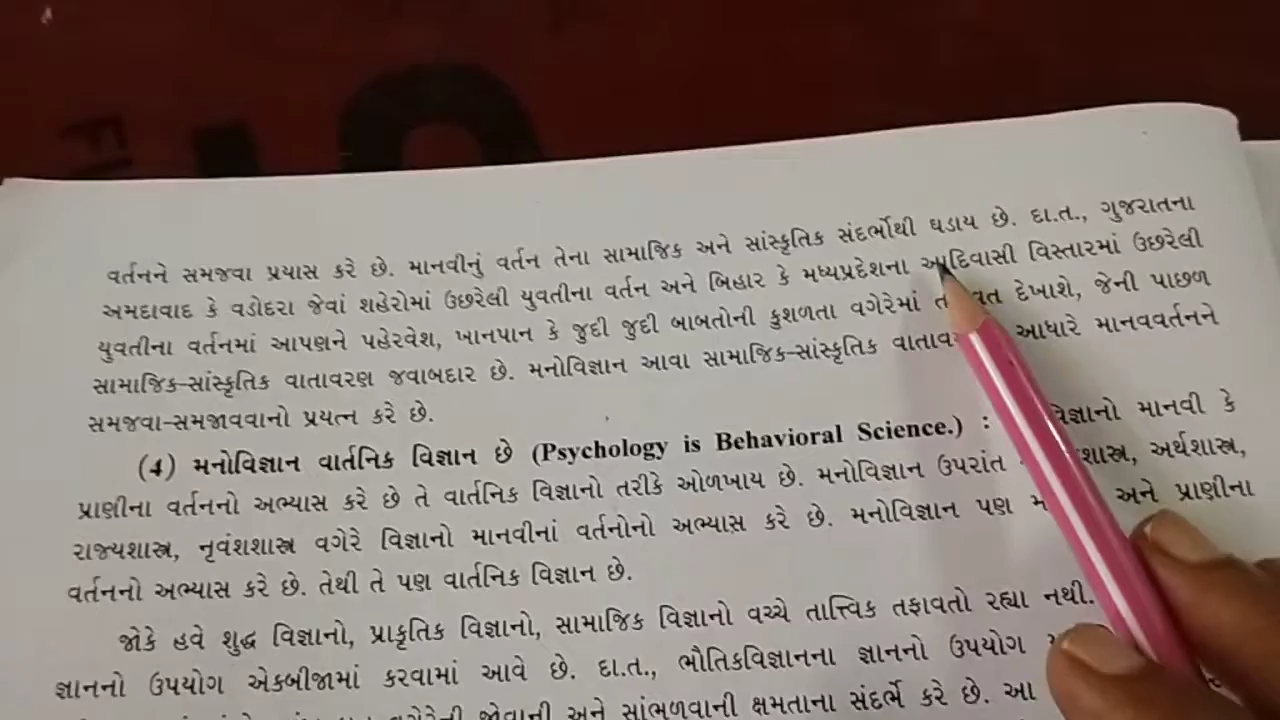 વર્તનને સમજવા પ્રયાસ કરે છે. માનવીનું વર્તન તેના સામાજિક અને સાંસ્કૃતિક સંદર્ભોથી ઘડાય છે. દા.ત., ગુજરાતના
અમદાવાદ કે વડોદરા જેવાં શહેરોમાં ઉછરેલી યુવતીના વર્તન અને બિહાર કે મધ્યપ્રદેશના આદિવાસી વિસ્તારમાં ઉછરેલી
યુવતીના વર્તનમાં આપણને પહેરવેશ, ખાનપાન કે જુદી જુદી બાબતોની કુશળતા વગેરેમાં દેખાશે, જેની પાછળ
સામાજિક-સાંસ્કૃતિક વાતાવરણ જવાબદાર છે. મનોવિજ્ઞાન આવા સામાજિક-સાંસ્કૃતિક આધારે માનવવર્તનને
સમજવા-સમજાવવાનો પ્રયત્ન કરે છે.
(4) મનોવિજ્ઞાન વાર્તનિક વિજ્ઞાન છે (Psychology is Behavioral Science.) : માનવી કે
પ્રાણીના વર્તનનો અભ્યાસ કરે છે તે વાર્તનિક વિજ્ઞાનો તરીકે ઓળખાય છે. મનોવિજ્ઞાન ઉપરાંત અર્થશાસ્ત્ર,
રાજ્યશાસ્ત્ર, નૃવંશશાસ્ત્ર વગેરે વિજ્ઞાનો માનવીનાં વર્તનોનો અભ્યાસ કરે છે. મનોવિજ્ઞાન પણ અને પ્રાણીના
વર્તનનો અભ્યાસ કરે છે. તેથી તે પણ વાર્તનિક વિજ્ઞાન છે.
જોકે હવે શુદ્ધ વિજ્ઞાનો, પ્રાકૃતિક વિજ્ઞાનો, સામાજિક વિજ્ઞાનો વચ્ચે તાત્ત્વિક તફાવતો રહ્યા નથી.
જ્ઞાનનો ઉપયોગ એકબીજામાં કરવામાં આવે છે. દા.ત., ભૌતિકવિજ્ઞાનના જ્ઞાનનો ઉપયોગ
વગેરેની જોવાની અને સાંભળવાની ક્ષમતાના સંદર્ભે કરે છે. આ